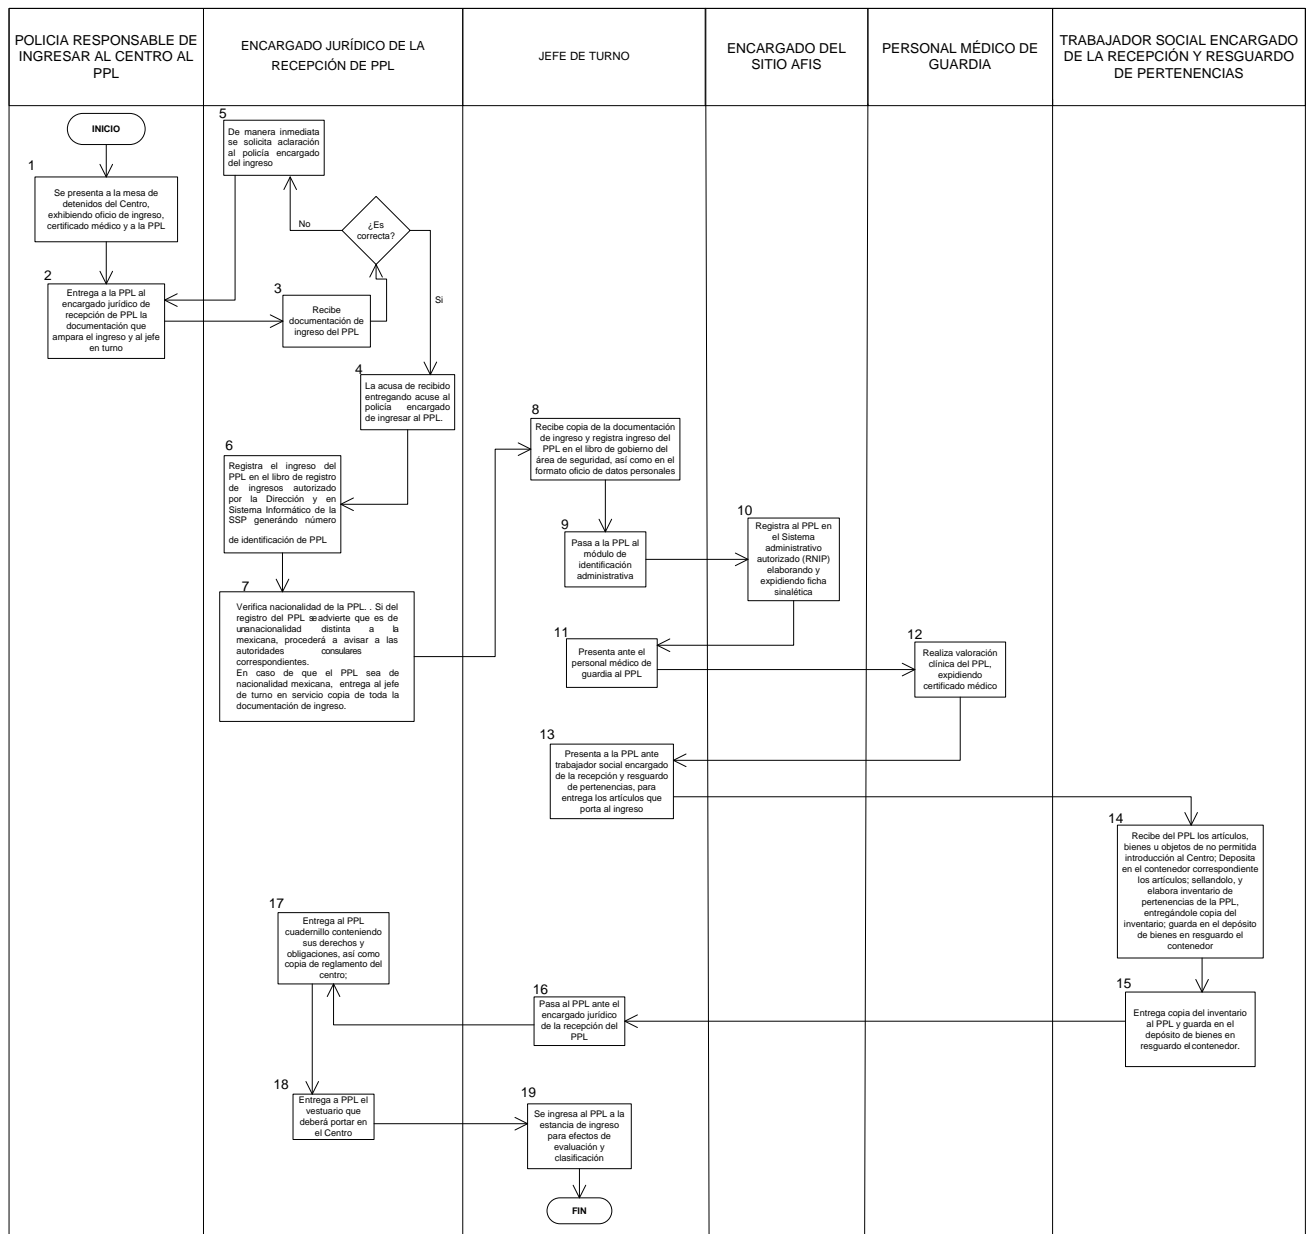 POLICIA RESPONSABLE DE
INGRESAR AL CENTRO AL
PPL
ENCARGADO JURÍDICO DE LA
RECEPCIÓN DE PPL
JEFE DE TURNO
ENCARGADO DEL
SITIO AFIS
PERSONAL MÉDICO DE
GUARDIA
TRABAJADOR SOCIAL ENCARGADO
DE LA RECEPCIÓN Y RESGUARDO
DE PERTENENCIAS
INICIO
1
Se presenta a la mesa de
detenidos del Centro,
exhibiendo oficio de ingreso,
certificado médico y a la PPL
2
Entrega a la PPL al
encargado jurídico de
recepción de PPL la
documentación que
ampara el ingreso y al jefe
en turno
3
Recibe
documentación de
ingreso del PPL
¿Es
correcta?
No
Si
5
De manera inmediata
se solicita aclaración
al policía encargado
del ingreso
4
La acusa de recibido
entregando acuse al
policía encargado
de ingresar al PPL.
6
Registra el ingreso del
PPL en el libro de registro
de ingresos autorizado
por la Dirección y en
Sistema Informático de la
SSP generándo número
de identificación de PPL
7
Verifica nacionalidad de la PPL. . Si del
registro del PPL se advierte que es de
unanacionalidad distinta a la
mexicana, procederá a avisar a las
autoridades consulares
correspondientes.
En caso de que el PPL sea de
nacionalidad mexicana, entrega al jefe
de turno en servicio copia de toda la
documentación de ingreso.
8
Recibe copia de la documentación
de ingreso y registra ingreso del
PPL en el libro de gobierno del
área de seguridad, así como en el
formato oficio de datos personales
9
Pasa a la PPL al
módulo de
identificación
administrativa
10
Registra al PPL en
el Sistema
administrativo
autorizado (RNIP)
elaborando y
expidiendo ficha
sinalética
11
Presenta ante el
personal médico de
guardia al PPL
12
Realiza valoración
clínica del PPL,
expidiendo
certificado médico
13
Presenta a la PPL ante
trabajador social encargado
de la recepción y resguardo
de pertenencias, para
entrega los artículos que
porta al ingreso
14
Recibe del PPL los artículos,
bienes u objetos de no permitida
introducción al Centro; Deposita
en el contenedor correspondiente
los artículos; sellandolo, y
elabora inventario de
pertenencias de la PPL,
entregándole copia del
inventario; guarda en el depósito
de bienes en resguardo el
contenedor
15
Entrega copia del inventario
al PPL y guarda en el
depósito de bienes en
resguardo el contenedor.
16
Pasa al PPL ante el
encargado jurídico
de la recepción del
PPL
17
Entrega al PPL
cuadernillo conteniendo
sus derechos y
obligaciones, así como
copia de reglamento del
centro;
18
Entrega a PPL el
vestuario que
deberá portar en
el Centro
19
Se ingresa al PPL a la
estancia de ingreso
para efectos de
evaluación y
clasificación
FIN